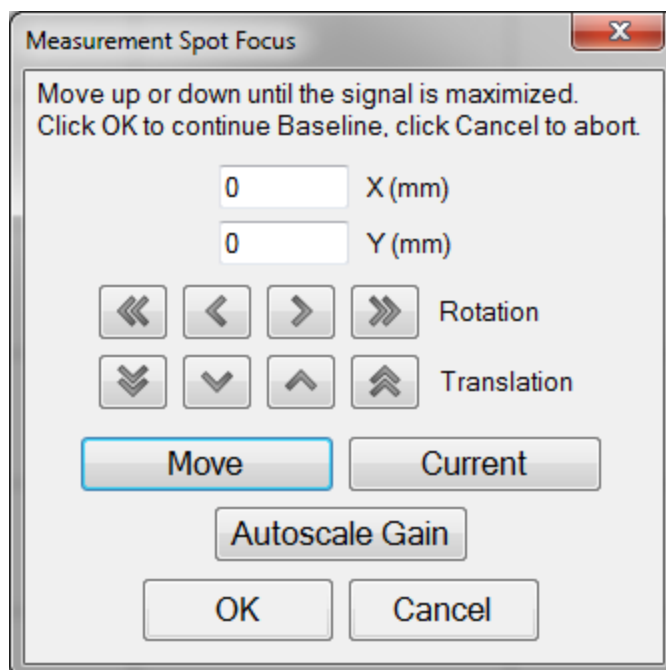 Measurement Spot Focus
Move up or down until the signal is maximized.
Click OK to continue Baseline, click Cancel to abort.
0 X (mm)
0 Y (mm)
Rotation
Translation
Move Current
Autoscale Gain
OK Cancel